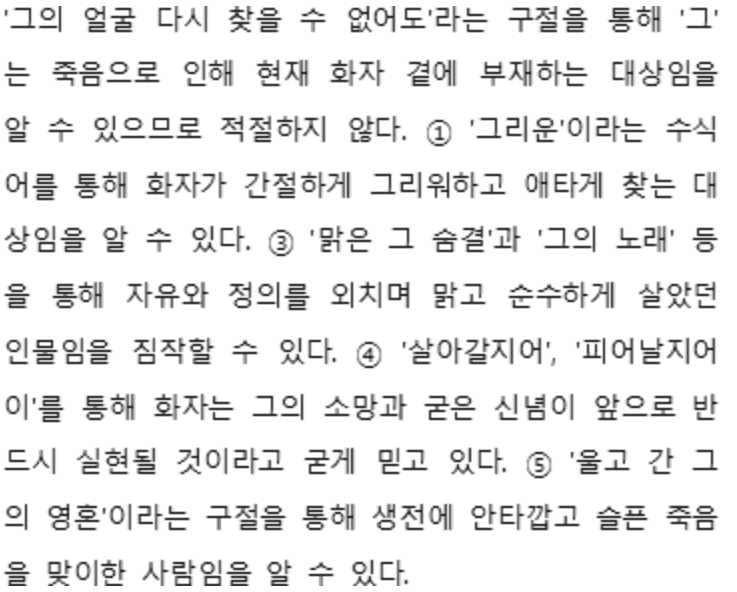 '그의 얼굴 다시 찾을 수 없어도'라는 구절을 통해 '그'
는 죽음으로 인해 현재 화자 곁에 부재하는 대상임을
알 수 있으므로 적절하지 않다. ① '그리운'이라는 수식
어를 통해 화자가 간절하게 그리워하고 애타게 찾는 대
상임을 알 수 있다. ③ '맑은 그 숨결'과 '그의 노래' 등
을 통해 자유와 정의를 외치며 맑고 순수하게 살았던
인물임을 짐작할 수 있다. ④ '살아갈지어', '피어날지어
이'를 통해 화자는 그의 소망과 굳은 신념이 앞으로 반
드시 실현될 것이라고 굳게 믿고 있다. ⑤ '울고 간 그
의 영혼'이라는 구절을 통해 생전에 안타깝고 슬픈 죽음
을 맞이한 사람임을 알 수 있다.